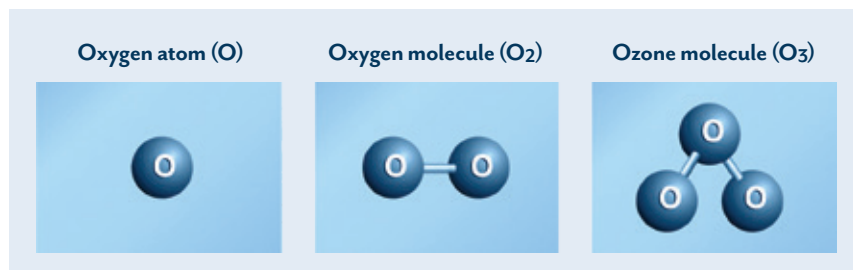 Oxygen atom (O)
Oxygen molecule (O2)
Ozone molecule (O3)
O
O O
O
O O